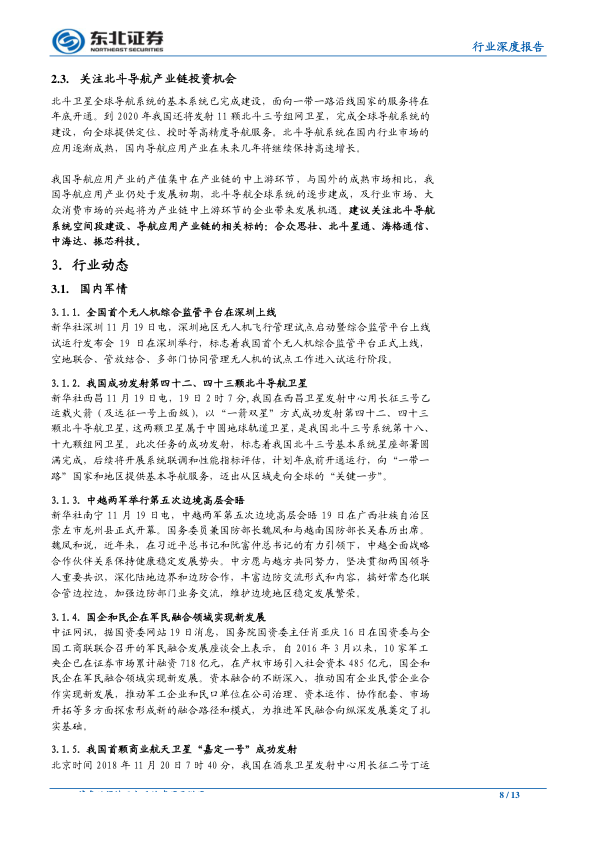 东北证券
NORTHEAST SECURITIES
行业深度报告
2.3. 关注北斗导航产业链投资机会
北斗卫星全球导航系统的基本系统已完成建设，面向一带一路沿线国家的服务将在
年底开通。到 2020 年我国还将发射 11 颗北斗三号组网卫星，完成全球导航系统的
建设，向全球提供定位、授时等高精度导航服务。北斗导航系统在国内行业市场的
应用逐渐成熟，国内导航应用产业在未来几年将继续保持高速增长。
我国导航应用产业的产值集中在产业链的中上游环节，与国外的成熟市场相比，我
国导航应用产业仍处于发展初期，北斗导航全球系统的逐步建成，及行业市场、大
众消费市场的兴起将为产业链中上游环节的企业带来发展机遇。建议关注北斗导航
系统空间段建设、导航应用产业链的相关标的：合众思壮、北斗星通、海格通信、
中海达、振芯科技。
3. 行业动态
3.1. 国内军情
3.1.1. 全国首个无人机综合监管平台在深圳上线
新华社深圳 11 月 19 日电，深圳地区无人机飞行管理试点启动暨综合监管平台上线
试运行发布会 19 日在深圳举行，标志着我国首个无人机综合监管平台正式上线，
空地联合、管放结合、多部门协同管理无人机的试点工作进入试运行阶段。
3.1.2. 我国成功发射第四十二、四十三颗北斗导航卫星
新华社西昌 11 月 19 日电，19 日 2 时 7 分,我国在西昌卫星发射中心用长征三号乙
运载火箭（及远征一号上面级），以“一箭双星”方式成功发射第四十二、四十三
颗北斗导航卫星,这两颗卫星属于中圆地球轨道卫星,是我国北斗三号系统第十八、
十九颗组网卫星。此次任务的成功发射，标志着我国北斗三号基本系统星座部署圆
满完成，后续将开展系统联调和性能指标评估，计划年底前开通运行，向“一带一
路”国家和地区提供基本导航服务，迈出从区域走向全球的“关键一步”。
3.1.3. 中越两军举行第五次边境高层会晤
新华社南宁 11 月 19 日电，中越两军第五次边境高层会晤 19 日在广西壮族自治区
崇左市龙州县正式开幕。国务委员兼国防部长魏凤和与越南国防部长吴春历出席。
魏凤和说，近年来，在习近平总书记和阮富仲总书记的有力引领下，中越全面战略
合作伙伴关系保持健康稳定发展势头。中方愿与越方共同努力，坚决贯彻两国领导
人重要共识，深化陆地边界和边防合作，丰富边防交流形式和内容，搞好常态化联
合管边控边，加强边防部门业务交流，维护边境地区稳定发展繁荣。
3.1.4. 国企和民企在军民融合领域实现新发展
中证网讯，据国资委网站 19 日消息，国务院国资委主任肖亚庆 16 日在国资委与全
国工商联联合召开的军民融合发展座谈会上表示，自 2016 年 3 月以来，10 家军工
央企已在证券市场累计融资 718 亿元，在产权市场引入社会资本 485 亿元，国企和
民企在军民融合领域实现新发展。资本融合的不断深入，推动国有企业民营企业合
作实现新发展，推动军工企业和民口单位在公司治理、资本运作、协作配套、市场
开拓等多方面探索形成新的融合路径和模式，为推进军民融合向纵深发展奠定了扎
实基础。
3.1.5. 我国首颗商业航天卫星“嘉定一号”成功发射
北京时间 2018 年 11 月 20 日 7 时 40 分，我国在酒泉卫星发射中心用长征二号丁运
8 / 13